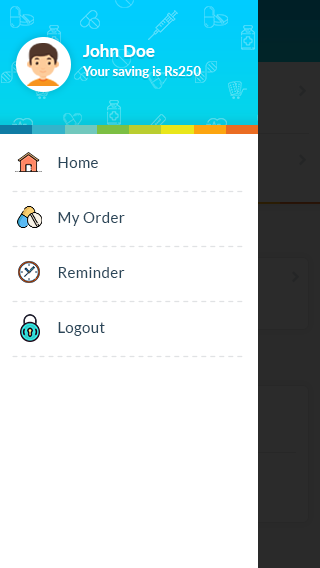 John Doe
Your saving is Rs250
Home
My Order
Reminder
Logout